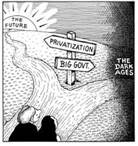 THE
FUTURE
PRIVATIZATION
BIG GOVT.
THE
DARK
AGES